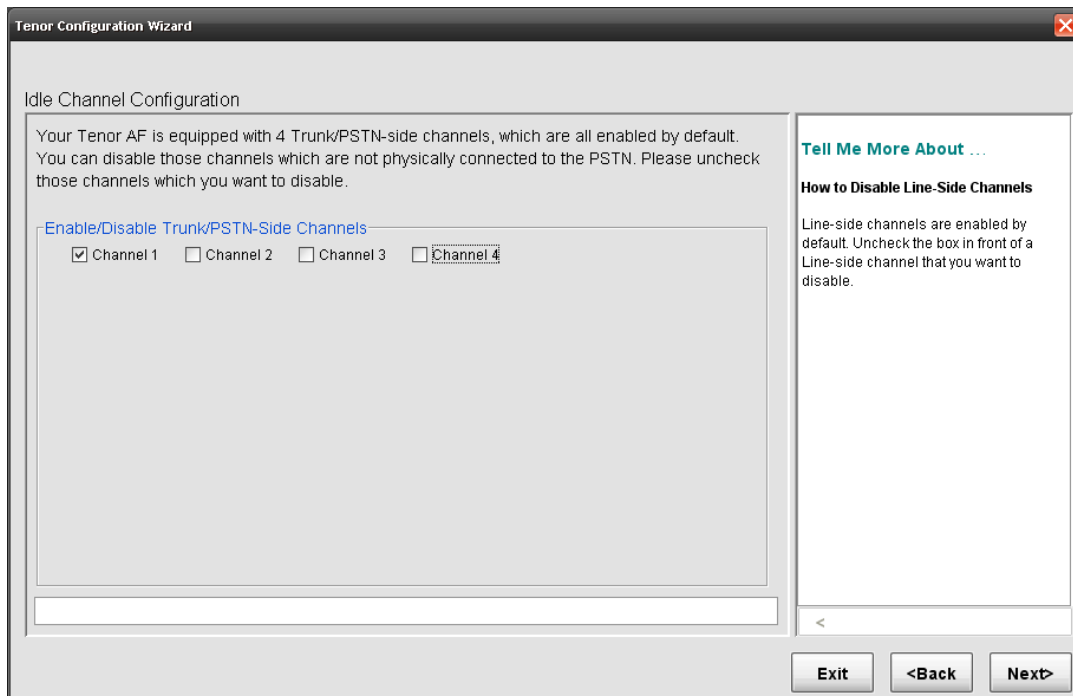 Tenor Configuration Wizard
Idle Channel Configuration
Your Tenor AF is equipped with 4 Trunk/PSTN-side channels, which are all enabled by default.
You can disable those channels which are not physically connected to the PSTN. Please uncheck
those channels which you want to disable.
Enable/Disable Trunk/PSTN-Side Channels
Channel 1 Channel 2 Channel 3 Channel 4
Tell Me More About ...
How to Disable Line-Side Channels
Line-side channels are enabled by
default. Uncheck the box in front of a
Line-side channel that you want to
disable.
<
Exit <Back Next>